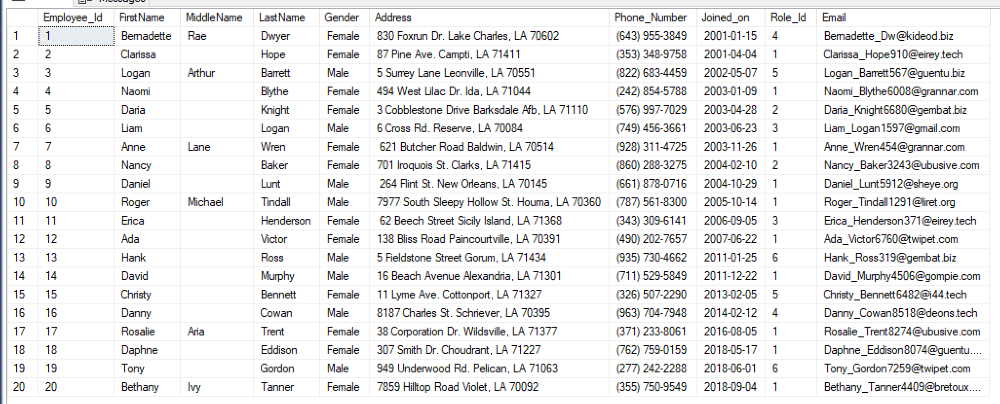 Messages
Employee_Id FirstName MiddleName LastName Gender Address Phone_Number Joined_on Role_Id Email
1 1 Bernadette Rae Dwyer Female 830 Foxrun Dr. Lake Charles, LA 70602 (643) 955-3849 2001-01-15 4 Bernadette_Dw@kideod.biz
2 2 Clarissa Hope Female 87 Pine Ave. Campti, LA 71411 (353) 348-9758 2001-04-04 1 Clarissa_Hope910@eirey.tech
3 3 Logan Arthur Barrett Male 5 Surrey Lane Leonville, LA 70551 (822) 683-4459 2002-05-07 5 Logan_Barrett567@guentu.biz
4 4 Naomi Blythe Female 494 West Lilac Dr. Ida, LA 71044 (242) 854-5788 2003-01-09 1 Naomi_Blythe6008@grannar.com
5 5 Daria Knight Female 3 Cobblestone Drive Barksdale Afb, LA 71110 (576) 997-7029 2003-04-28 2 Daria_Knight6680@gembat.biz
6 6 Liam Logan Male 6 Cross Rd. Reserve, LA 70084 (749) 456-3661 2003-06-23 3 Liam_Logan1597@gmail.com
7 7 Anne Lane Wren Female 621 Butcher Road Baldwin, LA 70514 (928) 311-4725 2003-11-26 1 Anne_Wren454@grannar.com
8 8 Nancy Baker Female 701 Iroquois St. Clarks, LA 71415 (860) 288-3275 2004-02-10 2 Nancy_Baker3243@ubusive.com
9 9 Daniel Lunt Male 264 Flint St. New Orleans, LA 70145 (661) 878-0716 2004-10-29 1 Daniel_Lunt5912@sheye.org
10 10 Roger Michael Tindall Male 7977 South Sleepy Hollow St. Houma, LA 70360 (787) 561-8300 2005-10-14 1 Roger_Tindall1291@liret.org
11 11 Erica Henderson Female 62 Beech Street Sicily Island, LA 71368 (343) 309-6141 2006-09-05 3 Erica_Henderson371@eirey.tech
12 12 Ada Victor Female 138 Bliss Road Paincourtville, LA 70391 (490) 202-7657 2007-06-22 1 Ada_Victor6760@twipet.com
13 13 Hank Ross Male 5 Fieldstone Street Gorum, LA 71434 (935) 730-4662 2011-01-25 6 Hank_Ross319@gembat.biz
14 14 David Murphy Male 16 Beach Avenue Alexandria, LA 71301 (711) 529-5849 2011-12-22 1 David_Murphy4506@gompie.com
15 15 Christy Bennett Female 11 Lyme Ave. Cottonport, LA 71327 (326) 507-2290 2013-02-05 5 Christy_Bennett6482@i44.tech
16 16 Danny Cowan Male 8187 Charles St. Schriever, LA 70395 (963) 704-7948 2014-02-12 4 Danny_Cowan8518@deons.tech
17 17 Rosalie Aria Trent Female 38 Corporation Dr. Wildsville, LA 71377 (371) 233-8061 2016-08-05 1 Rosalie_Trent8274@ubusive.com
18 18 Daphne Eddison Female 307 Smith Dr. Choudrant, LA 71227 (762) 759-0159 2018-05-17 1 Daphne_Eddison8074@guentu....
19 19 Tony Gordon Male 949 Underwood Rd. Pelican, LA 71063 (277) 242-2288 2018-06-01 6 Tony_Gordon7259@twipet.com
20 20 Bethany Ivy Tanner Female 7859 Hilltop Road Violet, LA 70092 (355) 750-9549 2018-09-04 1 Bethany_Tanner4409@bretoux....